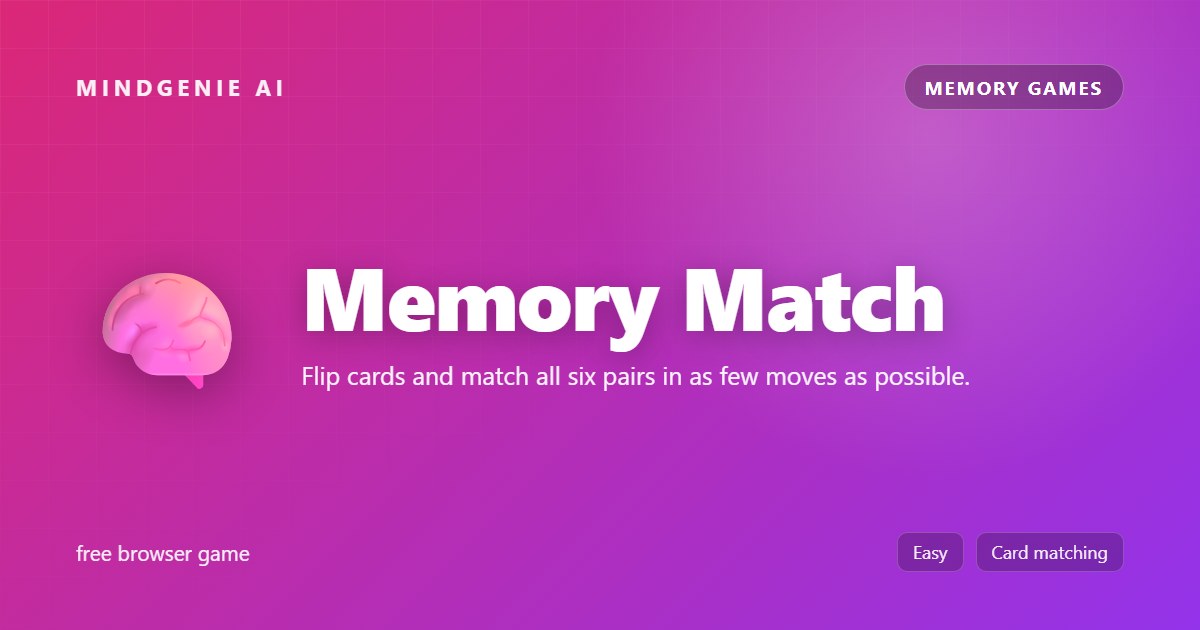 MINDGENIE AI
MEMORY GAMES
Memory Match
Flip cards and match all six pairs in as few moves as possible.
free browser game
Easy
Card matching